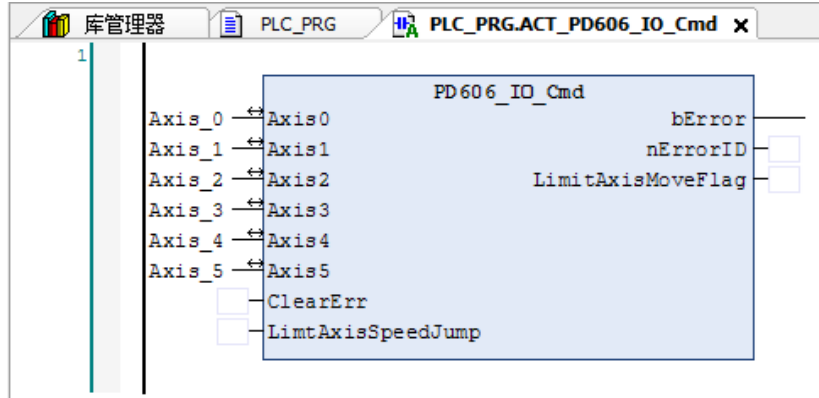 库管理器 PLC_PRG PLC_PRG.ACT_PD606_IO_Cmd x
1
PD606_IO_Cmd
Axis_0 Axis0 bError
Axis_1 Axis1 nErrorID
Axis_2 Axis2 LimitAxisMoveFlag
Axis_3 Axis3
Axis_4 Axis4
Axis_5 Axis5
ClearErr
LimtAxisSpeedJump